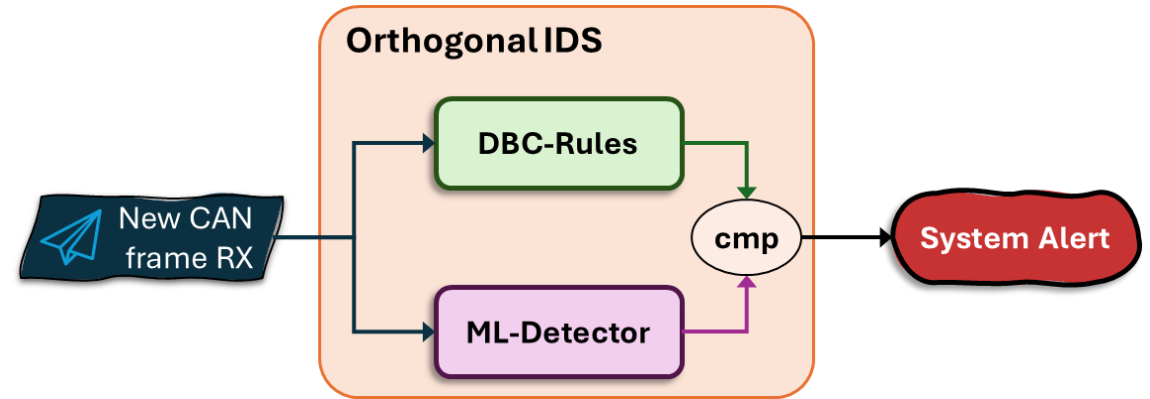 Orthogonal IDS
DBC-Rules
New CAN
frame RX
cmp
System Alert
ML-Detector